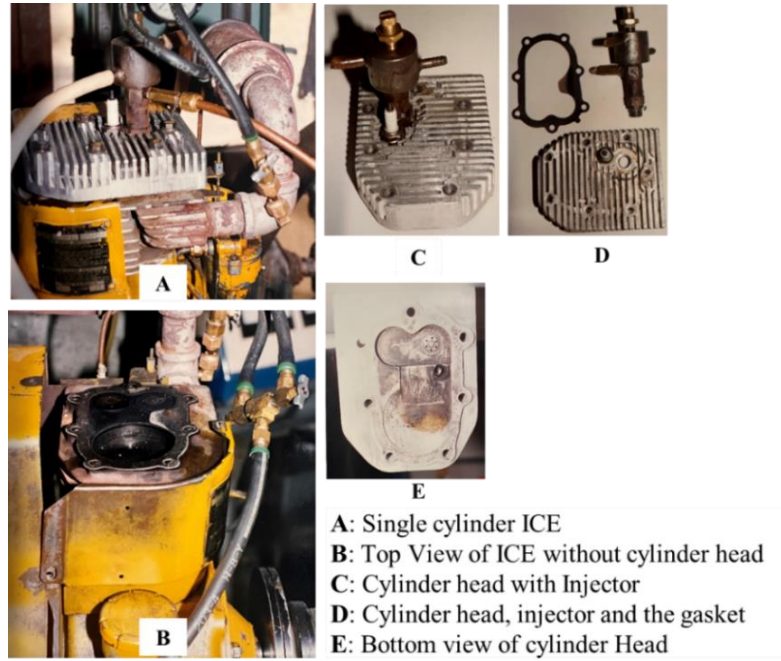 A
C
D
B
E
A: Single cylinder ICE
B: Top View of ICE without cylinder head
C: Cylinder head with Injector
D: Cylinder head, injector and the gasket
E: Bottom view of cylinder Head